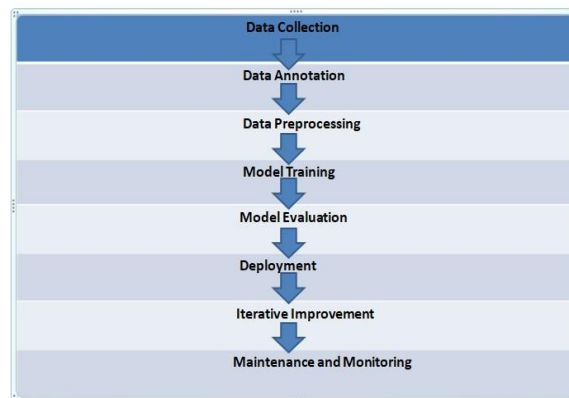 Data Collection
Data Annotation
Data Preprocessing
Model Training
Model Evaluation
Deployment
Iterative Improvement
Maintenance and Monitoring